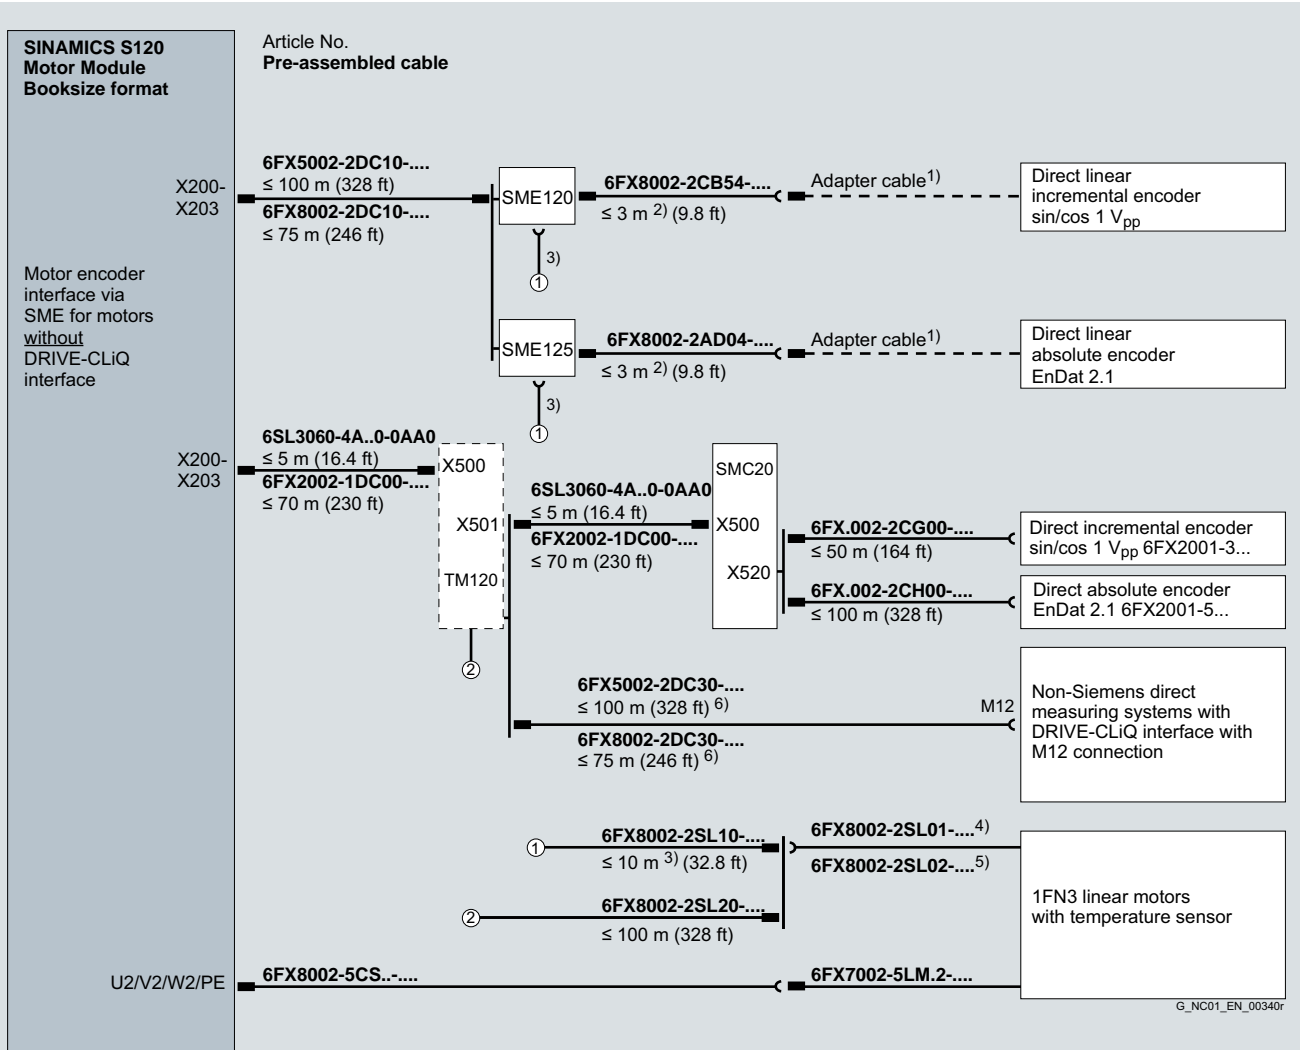 SINAMICS S120
Motor Module
Booksize format
Article No.
Pre-assembled cable
X200-
X203
6FX5002-2DC10-....
≤ 100 m (328 ft)
6FX8002-2DC10-....
≤ 75 m (246 ft)
SME120
3)
1
6FX8002-2CB54-....
≤ 3 m 2) (9.8 ft)
Adapter cable1)
Direct linear
incremental encoder
sin/cos 1 Vpp
Motor encoder
interface via
SME for motors
without
DRIVE-CLiQ
interface
SME125
3)
1
6FX8002-2AD04-....
≤ 3 m 2) (9.8 ft)
Adapter cable1)
Direct linear
absolute encoder
EnDat 2.1
X200-
X203
6SL3060-4A..0-0AA0
≤ 5 m (16.4 ft)
6FX2002-1DC00-....
≤ 70 m (230 ft)
X500
X501
TM120
2
6SL3060-4A..0-0AA0
≤ 5 m (16.4 ft)
6FX2002-1DC00-....
≤ 70 m (230 ft)
SMC20
X500
X520
6FX.002-2CG00-....
≤ 50 m (164 ft)
Direct incremental encoder
sin/cos 1 Vpp 6FX2001-3...
6FX.002-2CH00-....
≤ 100 m (328 ft)
Direct absolute encoder
EnDat 2.1 6FX2001-5...
6FX5002-2DC30-....
≤ 100 m (328 ft) 6)
6FX8002-2DC30-....
≤ 75 m (246 ft) 6)
M12
Non-Siemens direct
measuring systems with
DRIVE-CLiQ interface with
M12 connection
1
6FX8002-2SL10-....
≤ 10 m 3) (32.8 ft)
6FX8002-2SL01-....4)
6FX8002-2SL02-....5)
2
6FX8002-2SL20-....
≤ 100 m (328 ft)
1FN3 linear motors
with temperature sensor
U2/V2/W2/PE
6FX8002-5CS..-....
6FX7002-5LM.2-....
G_NC01_EN_00340r